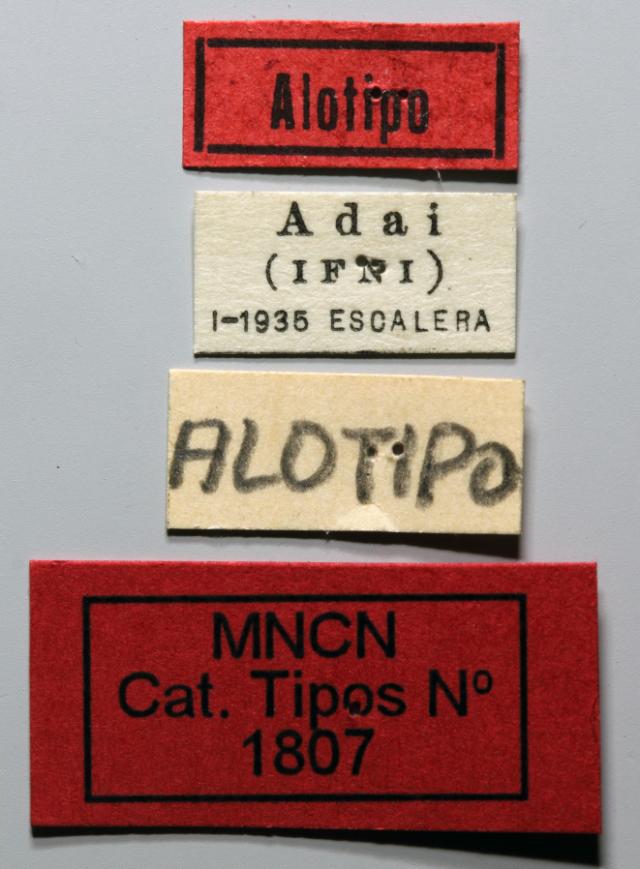 Alotipo
Adai
(IFNI)
I-1935 ESCALERA
ALOTIPO
MNCN
Cat. Tipos Nº
1807